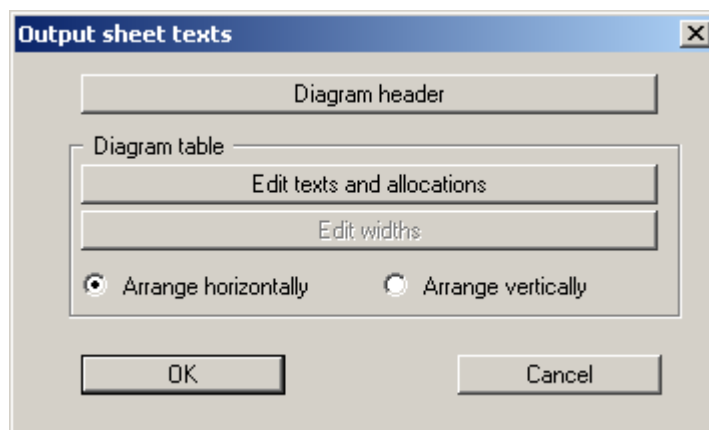 Output sheet texts
Diagram header
Diagram table
Edit texts and allocations
Edit widths
Arrange horizontally Arrange vertically
OK Cancel